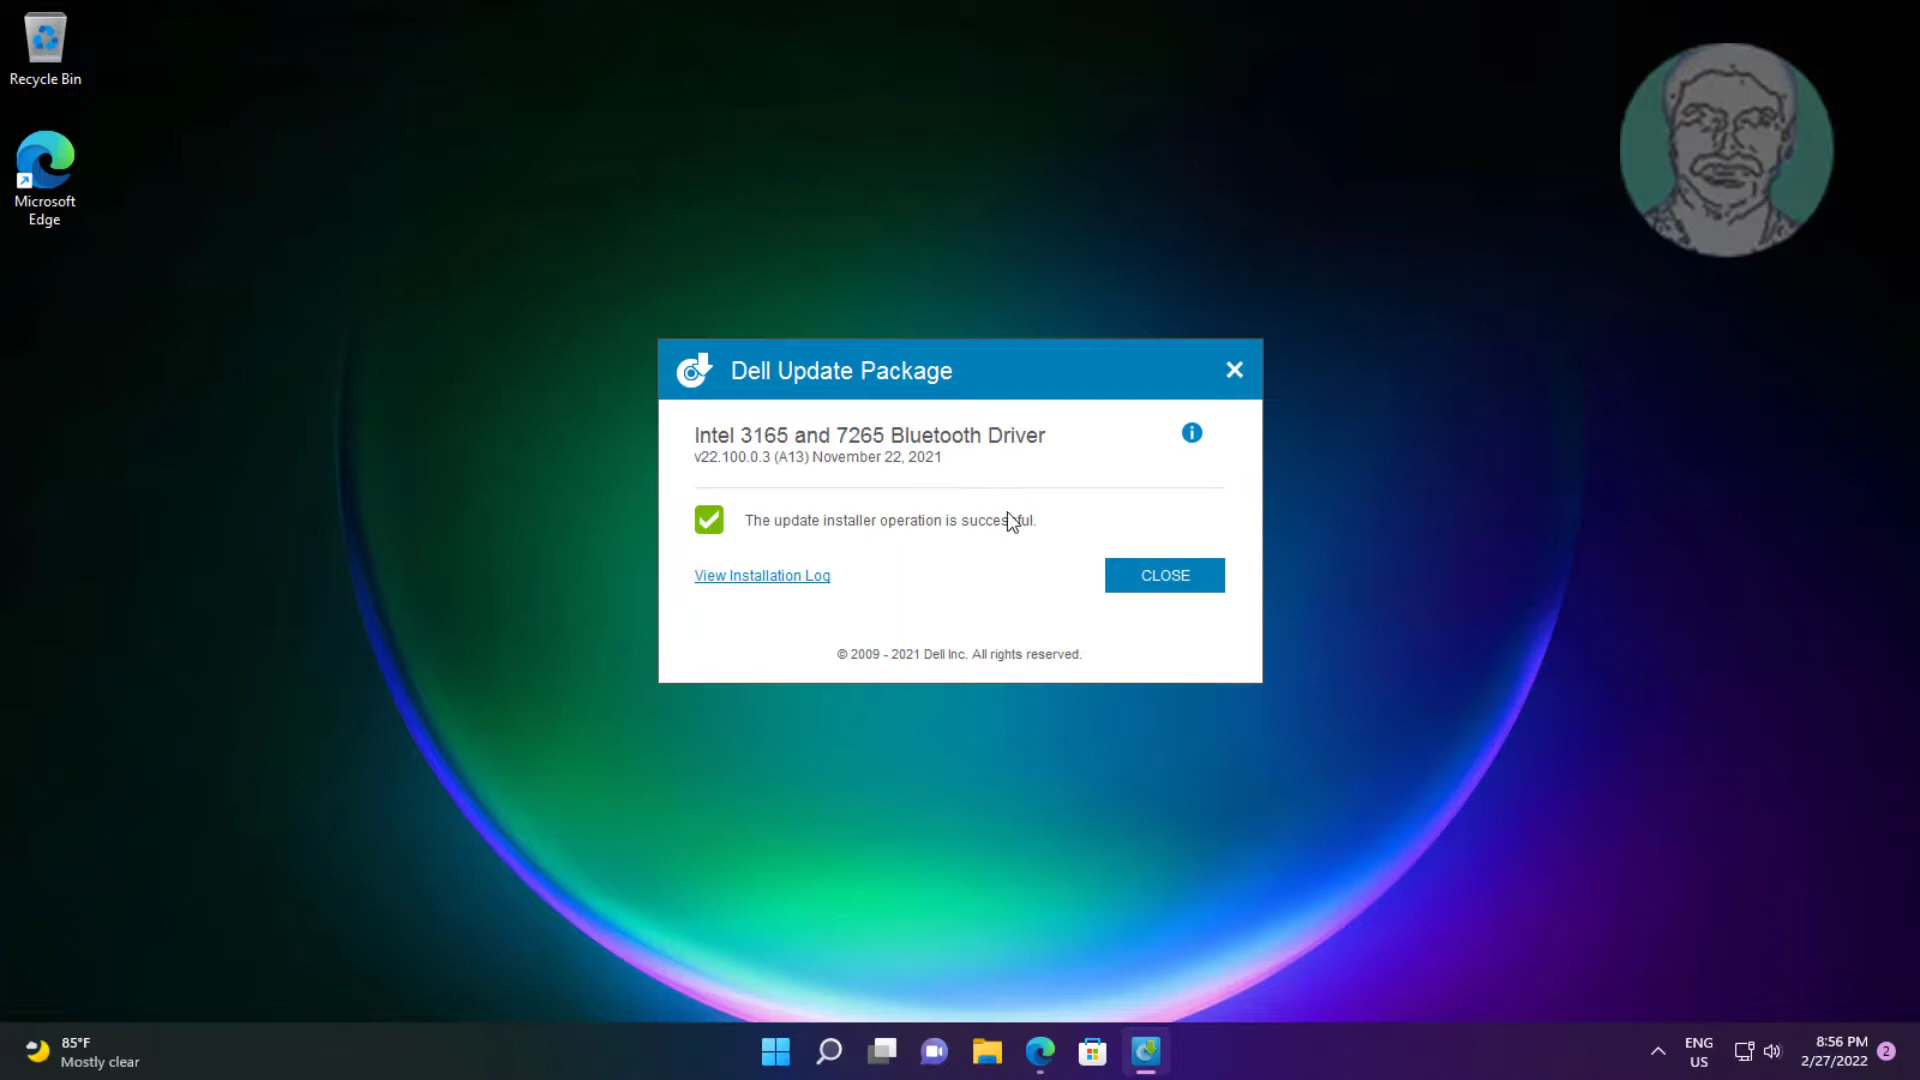 Recycle Bin
Microsoft
Edge
Dell Update Package
Intel 3165 and 7265 Bluetooth Driver
v22.100.0.3 (A13) November 22, 2021
The update installer operation is successful.
View Installation Log
CLOSE
© 2009 - 2021 Dell Inc. All rights reserved.
85°F
Mostly clear
ENG
US
8:56 PM
2/27/2022
2